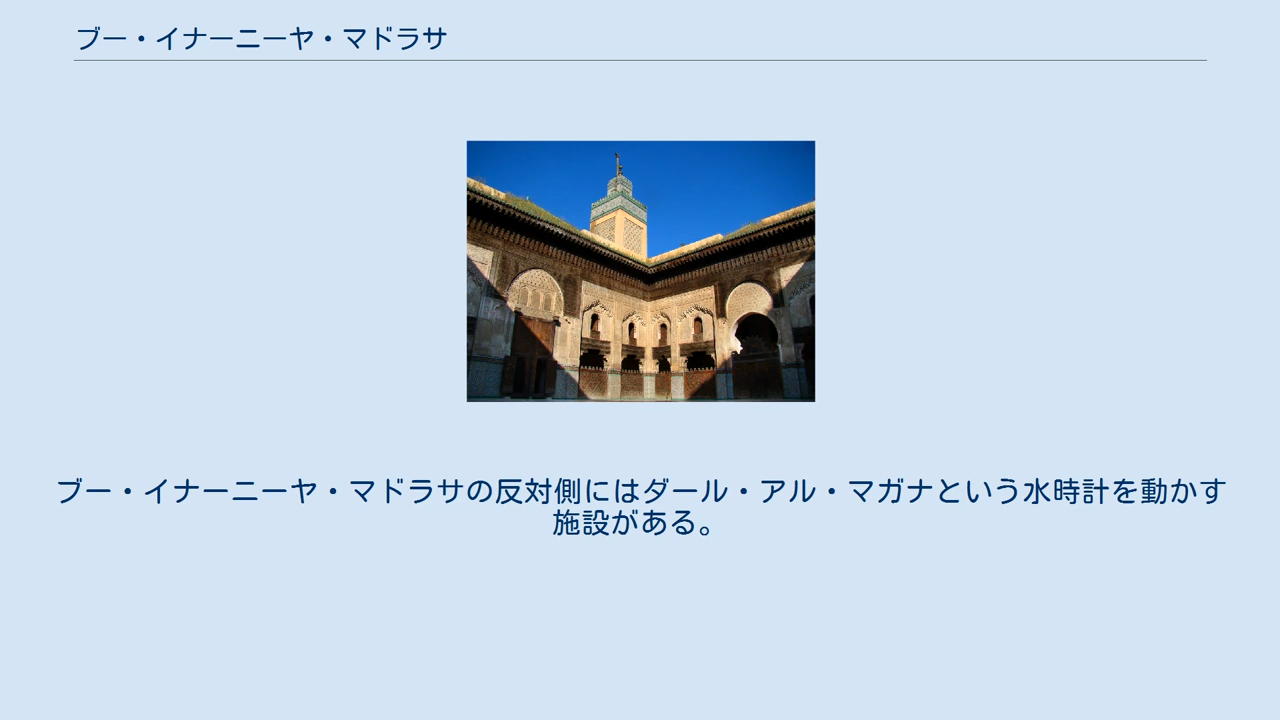 ブー・イナーニーヤ・マドラサ
ブー・イナーニーヤ・マドラサの反対側にはダール・アル・マガナという水時計を動かす
施設がある。